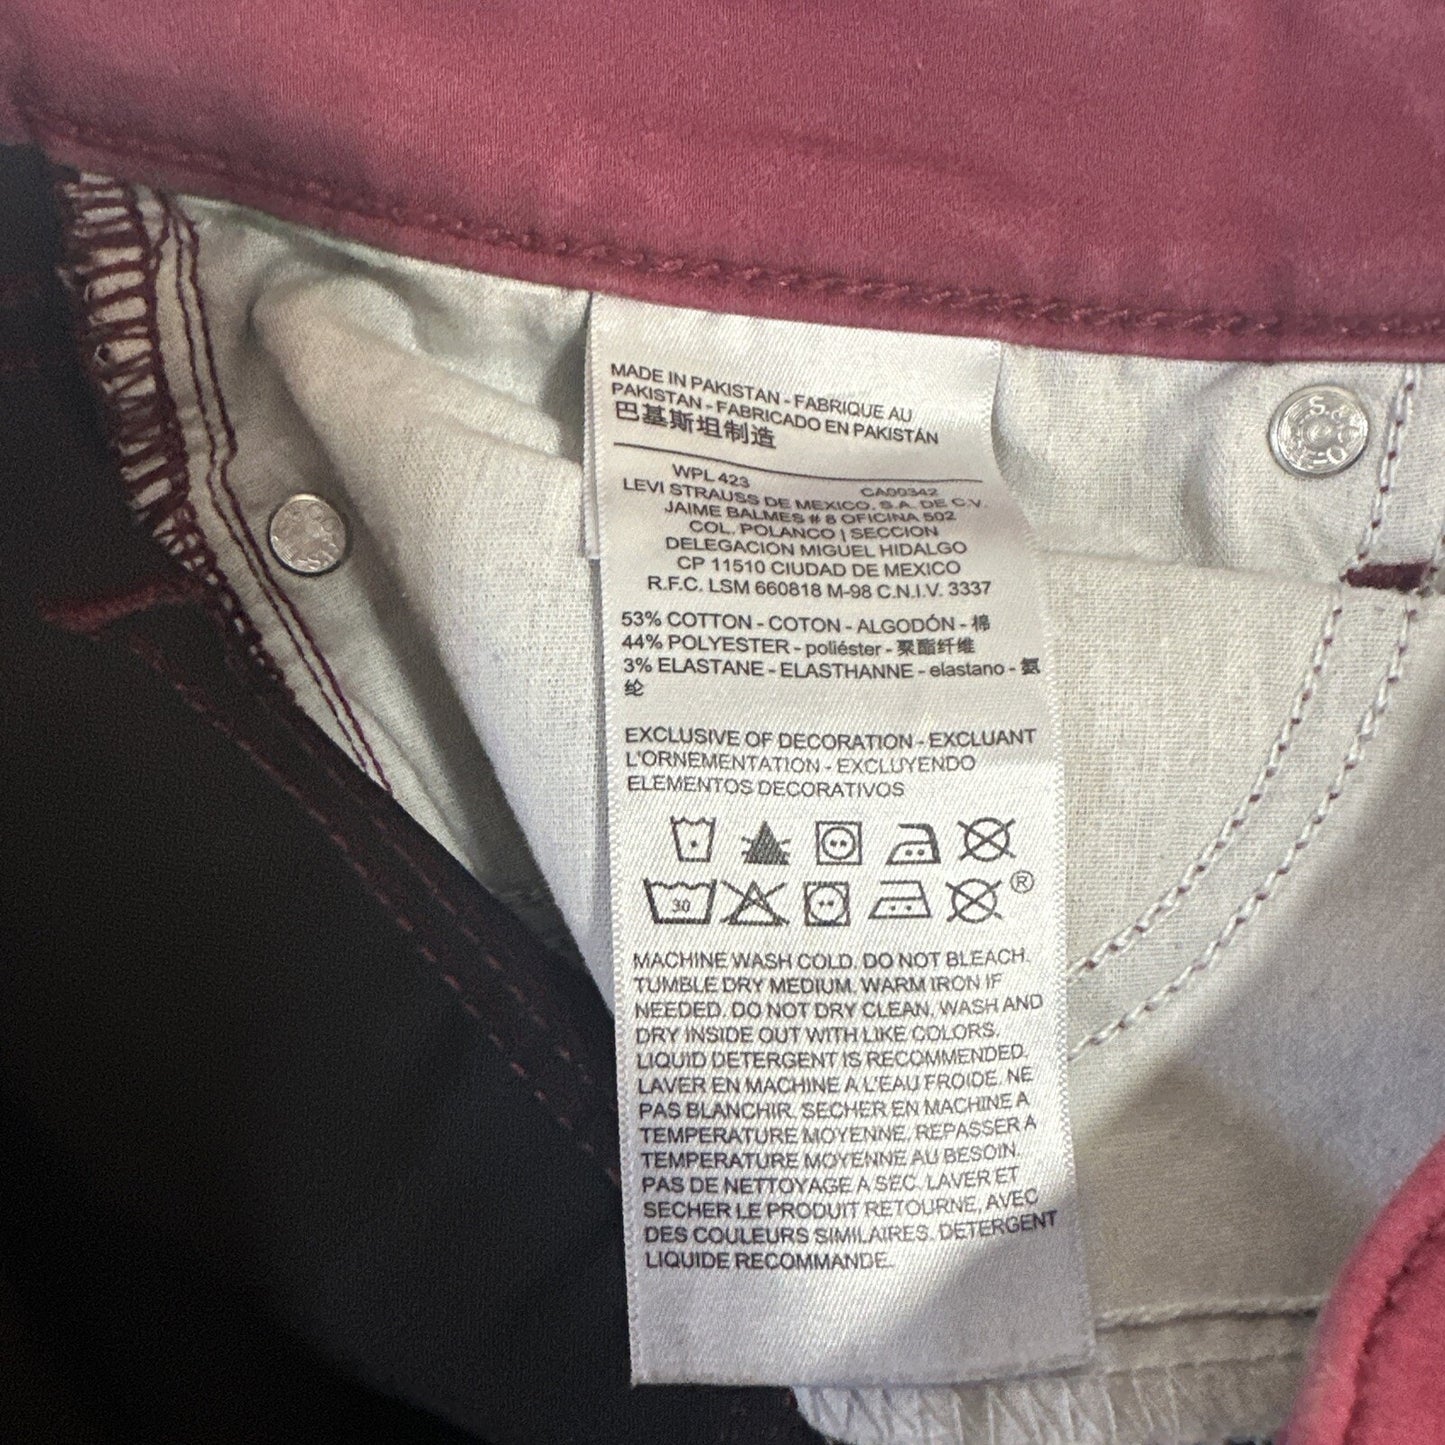 MADE IN PAKISTAN - FABRIQUE AU
PAKISTAN - FABRICADO EN PAKISTÁN
巴基斯坦制造
WPL 423 CA00342
LEVI STRAUSS DE MEXICO, S.A. DE C.V.
JAIME BALMES # 8 OFICINA 502
COL. POLANCO | SECCION
DELEGACION MIGUEL HIDALGO
CP 11510 CIUDAD DE MEXICO
R.F.C. LSM 660818 M-98 C.N.I.V. 3337
53% COTTON - COTON - ALGODÓN - 棉
44% POLYESTER - poliéster - 聚酯纤维
3% ELASTANE - ELASTHANNE - elastano - 氨
纶
EXCLUSIVE OF DECORATION - EXCLUANT
L'ORNEMENTATION - EXCLUYENDO
ELEMENTOS DECORATIVOS
30 ®
MACHINE WASH COLD. DO NOT BLEACH.
TUMBLE DRY MEDIUM. WARM IRON IF
NEEDED. DO NOT DRY CLEAN. WASH AND
DRY INSIDE OUT WITH LIKE COLORS.
LIQUID DETERGENT IS RECOMMENDED.
LAVER EN MACHINE A L'EAU FROIDE. NE
PAS BLANCHIR. SECHER EN MACHINE A
TEMPERATURE MOYENNE. REPASSER A
TEMPERATURE MOYENNE AU BESOIN.
PAS DE NETTOYAGE A SEC. LAVER ET
SECHER LE PRODUIT RETOURNE, AVEC
DES COULEURS SIMILAIRES. DETERGENT
LIQUIDE RECOMMANDE.